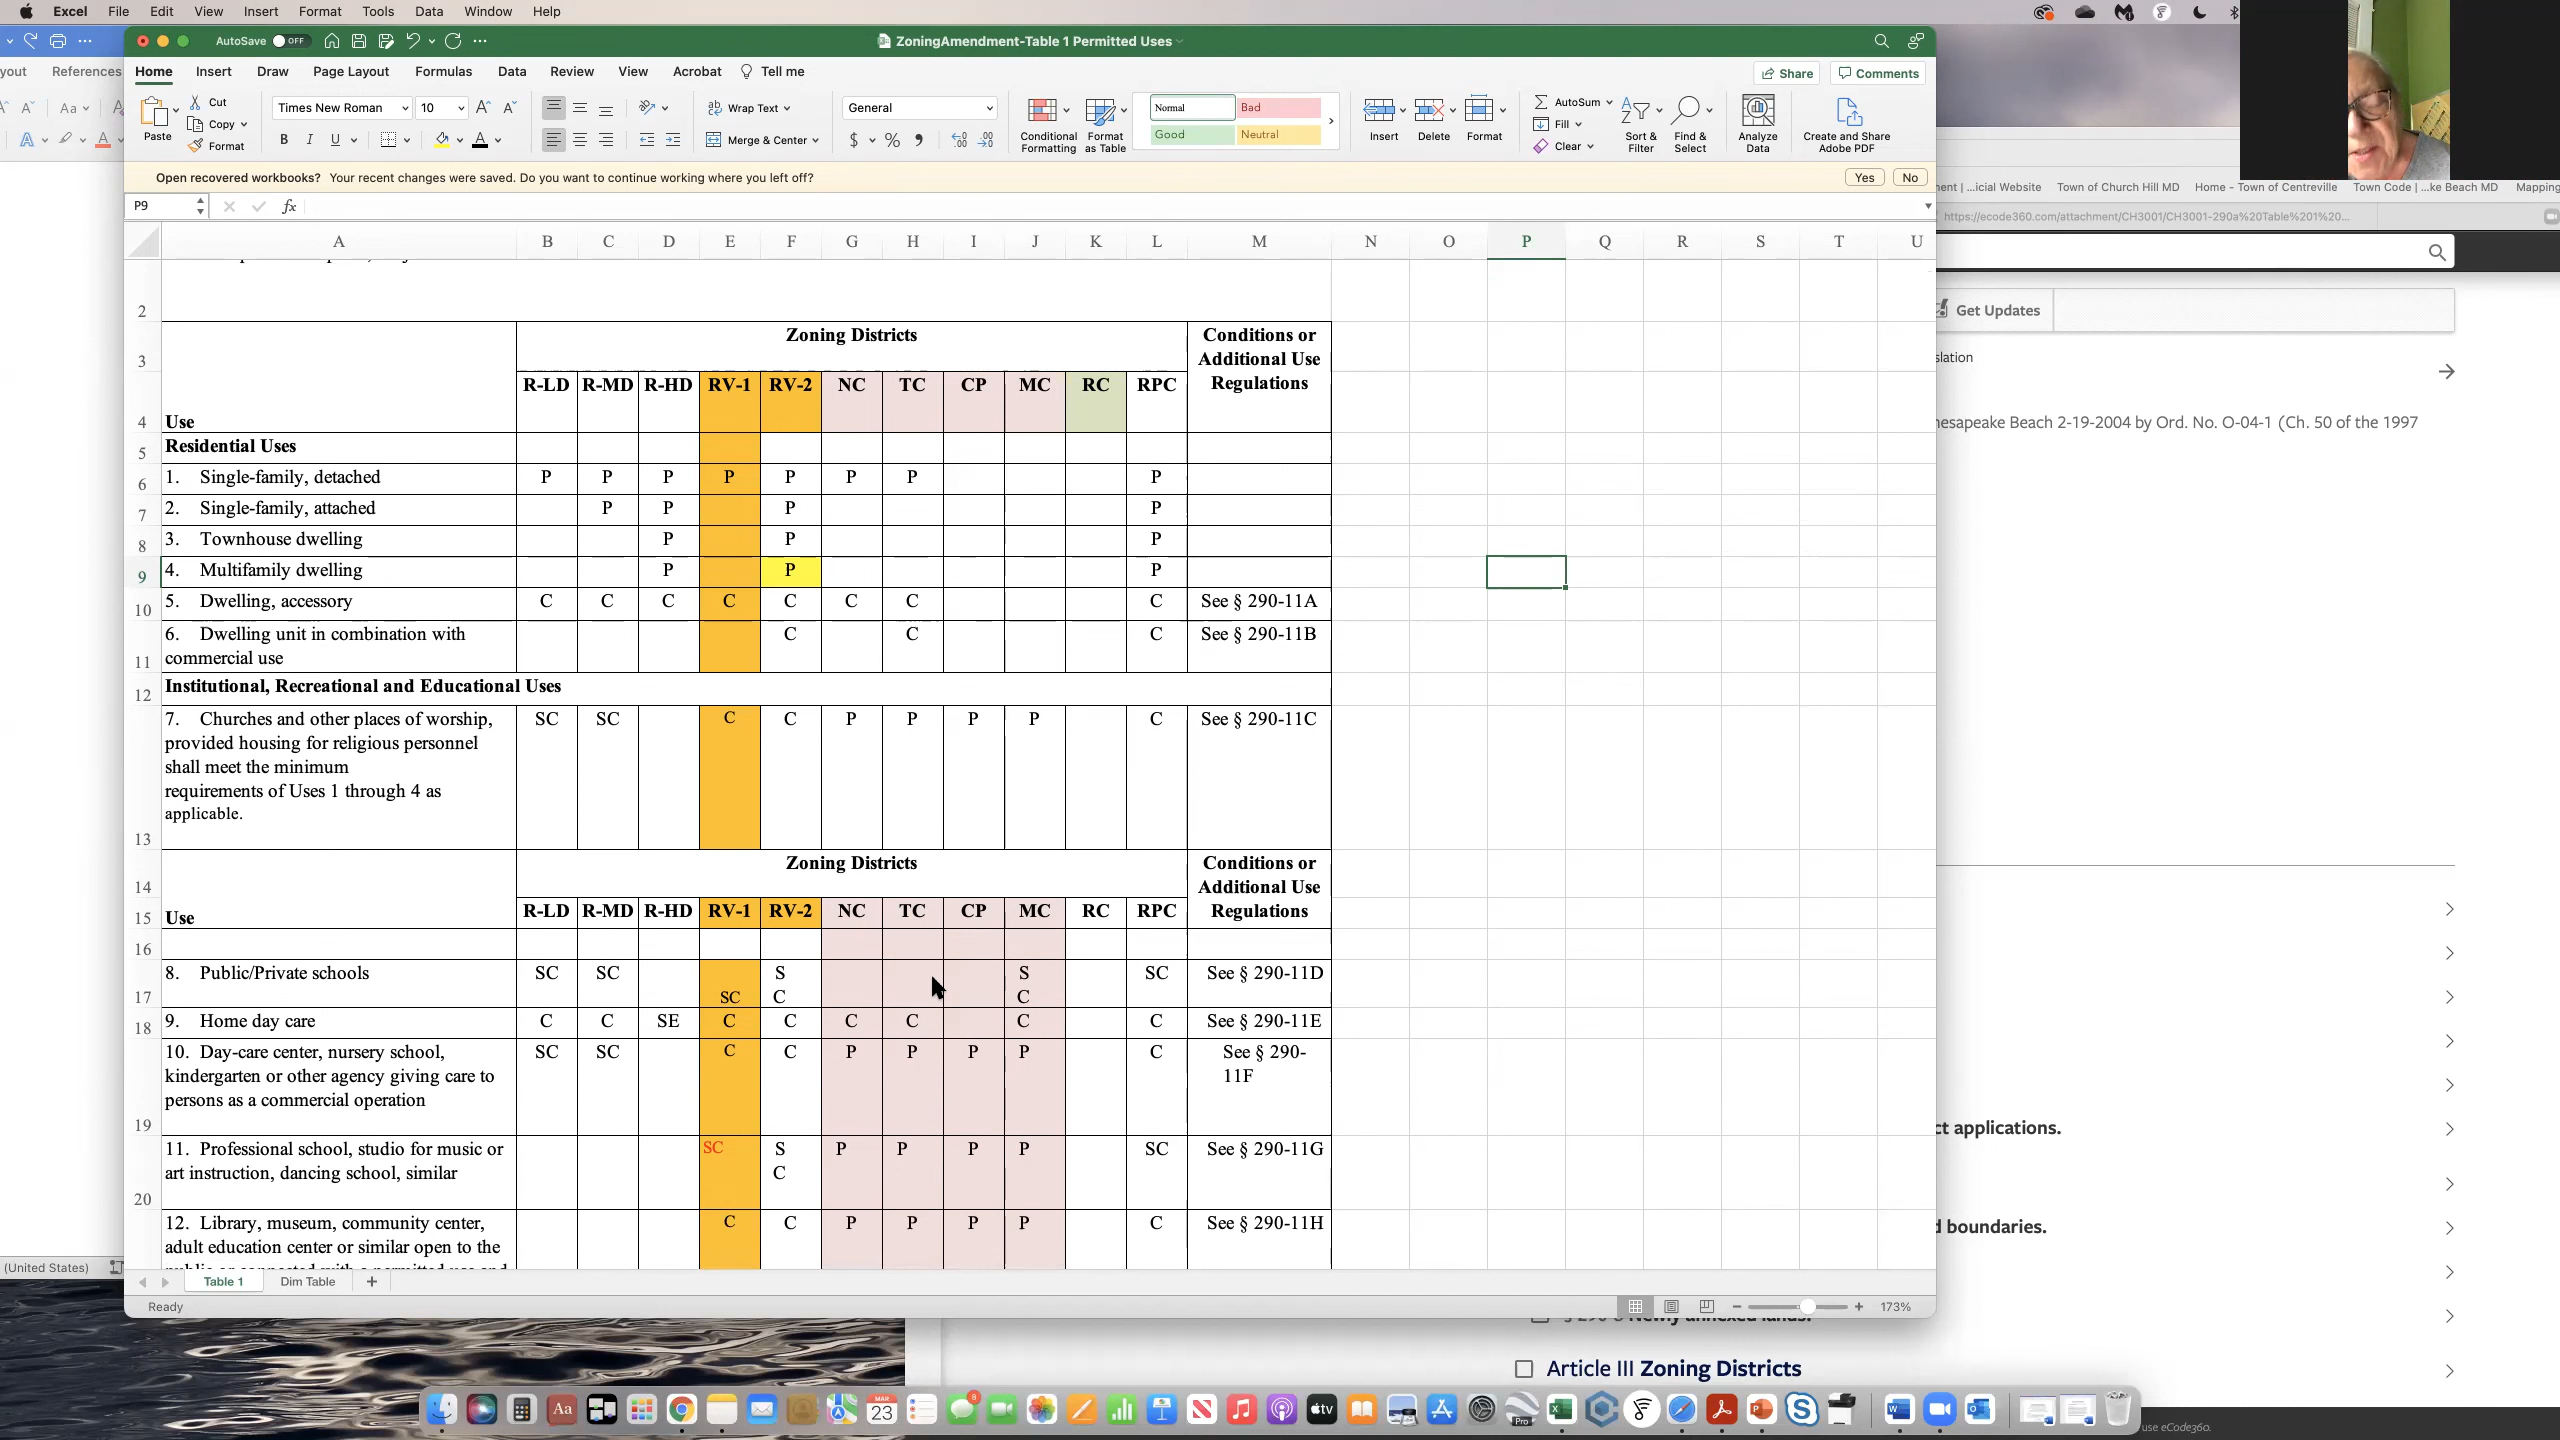 Excel File Edit View Insert Format Tools Data Window Help
AutoSave OFF ZoningAmendment-Table 1 Permitted Uses
yout References
Home Insert Draw Page Layout Formulas Data Review View Acrobat Tell me Share Comments
Paste Cut Copy Format
Times New Roman 10
B I U
Wrap Text
Merge & Center
General
$ %
Conditional Formatting
Format as Table
Normal Bad
Good Neutral
Insert Delete Format
AutoSum
Fill
Clear
Sort & Filter
Find & Select
Analyze Data
Create and Share Adobe PDF
Open recovered workbooks? Your recent changes were saved. Do you want to continue working where you left off? Yes No
P9 fx
A B C D E F G H I J K L M N O P Q R S T U
2
3 Zoning Districts Conditions or Additional Use Regulations
4 Use R-LD R-MD R-HD RV-1 RV-2 NC TC CP MC RC RPC
5 Residential Uses
6 1. Single-family, detached P P P P P P P P
7 2. Single-family, attached P P P P
8 3. Townhouse dwelling P P P
9 4. Multifamily dwelling P P P
10 5. Dwelling, accessory C C C C C C C C See § 290-11A
6. Dwelling unit in combination with C C C See § 290-11B
11 commercial use
12 Institutional, Recreational and Educational Uses
7. Churches and other places of worship, SC SC C C P P P P C See § 290-11C
provided housing for religious personnel
shall meet the minimum
requirements of Uses 1 through 4 as
applicable.
13
14 Zoning Districts Conditions or Additional Use Regulations
15 Use R-LD R-MD R-HD RV-1 RV-2 NC TC CP MC RC RPC
16
17 8. Public/Private schools SC SC SC S C S C SC See § 290-11D
18 9. Home day care C C SE C C C C C C See § 290-11E
10. Day-care center, nursery school, SC SC C C P P P P C See § 290-11F
kindergarten or other agency giving care to
persons as a commercial operation
19
11. Professional school, studio for music or SC S C P P P P SC See § 290-11G
art instruction, dancing school, similar
20
12. Library, museum, community center, C C P P P P C See § 290-11H
adult education center or similar open to the
Table 1 Dim Table +
Ready 173%
(United States)
icial Website Town of Church Hill MD Home - Town of Centreville Town Code | ...ke Beach MD Mapping
https://ecode360.com/attachment/CH3001/CH3001-290a%20Table%201%20...
Get Updates
slation
esapeake Beach 2-19-2004 by Ord. No. O-04-1 (Ch. 50 of the 1997
ct applications.
d boundaries.
Newly annexed lands.
Article III Zoning Districts
use eCode360.
MAR 23
8
Aa
tv
Pro